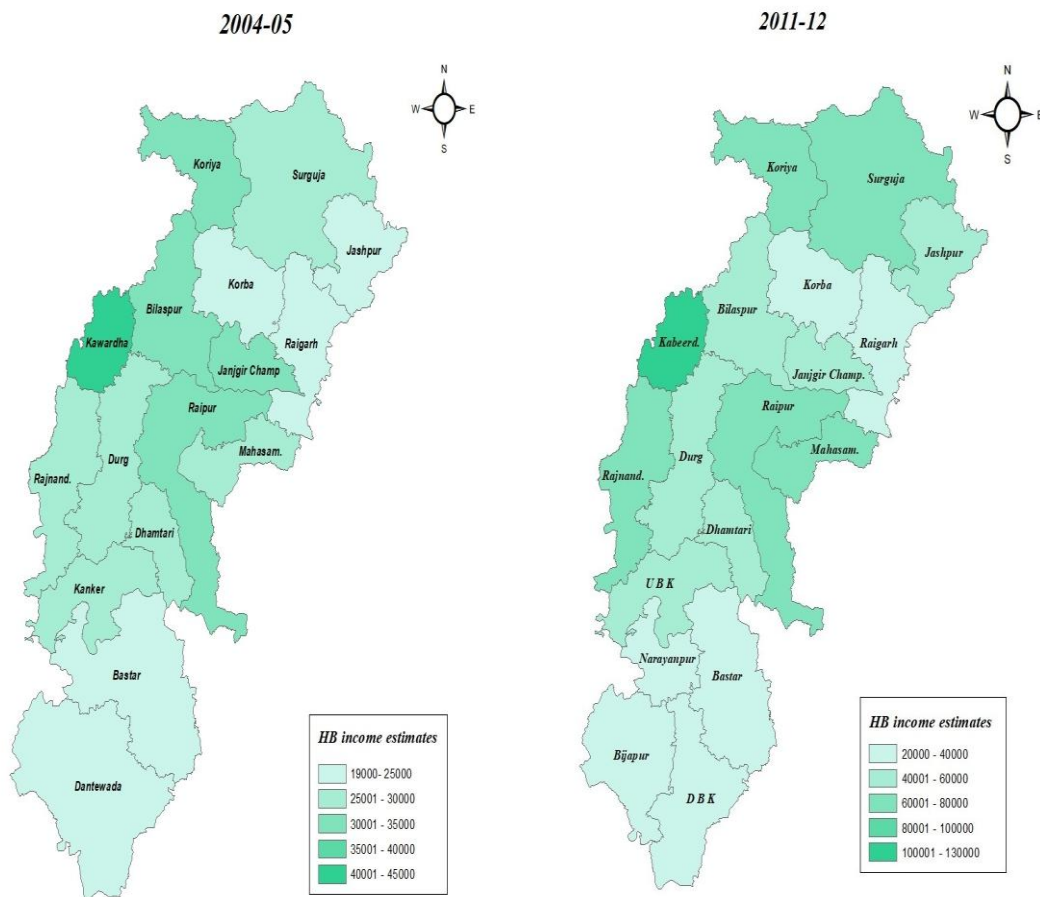 2004-05
N
W E
S
Koriya
Surguja
Jashpur
Korba
Bilaspur
Kawardha
Raigarh
Janjgir Champ
Raipur
Durg
Mahasam.
Rajnand.
Dhamtari
Kanker
Bastar
Dantewada
HB income estimates
19000- 25000
25001 - 30000
30001 - 35000
35001 - 40000
40001 - 45000
2011-12
N
W E
S
Koriya
Surguja
Jashpur
Korba
Bilaspur
Kabeerd.
Raigarh
Janjgir Champ.
Raipur
Mahasam.
Durg
Rajnand.
Dhamtari
U B K
Narayanpur
Bastar
Bijapur
D B K
HB income estimates
20000 - 40000
40001 - 60000
60001 - 80000
80001 - 100000
100001 - 130000